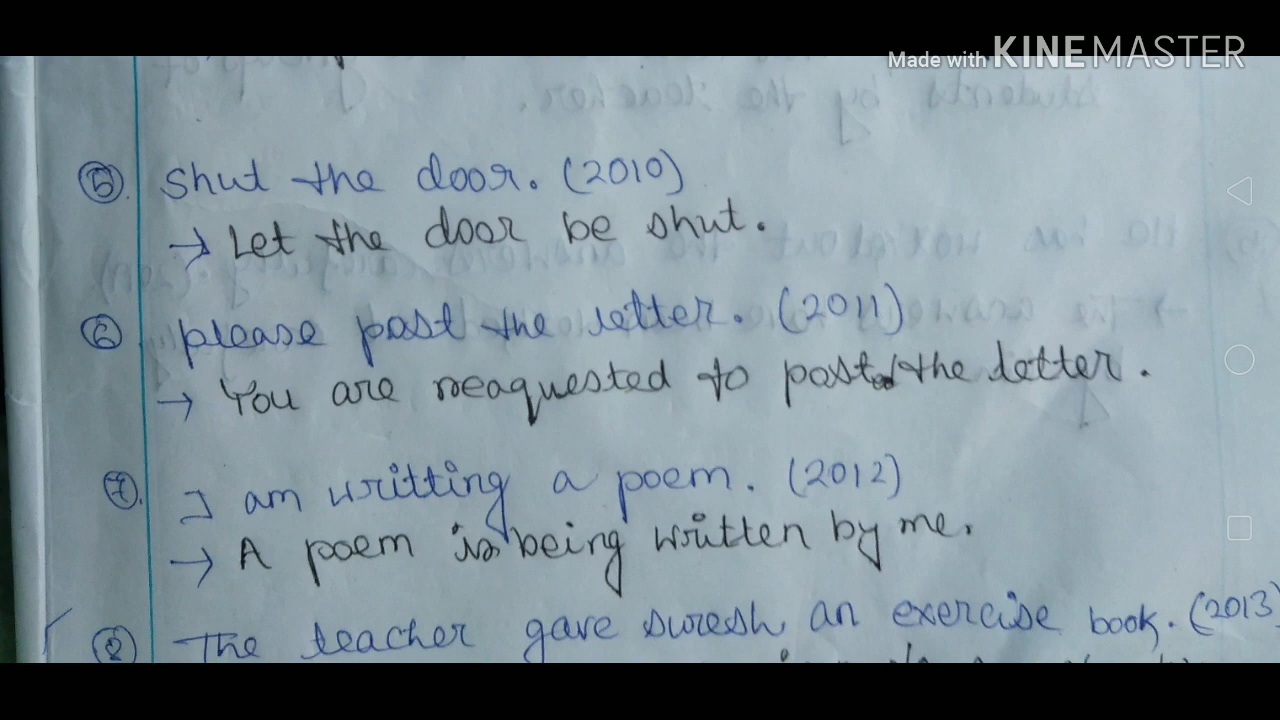 Made with KINEMASTER
⑤. Shut the door. (2010)
→ Let the door be shut.
⑥ please post the letter. (2011)
→ You are reaquested to post the letter.
⑦. I am writting a poem. (2012)
→ A poem is being written by me.
⑧ The teacher gave suresh an exercise book. (2013)